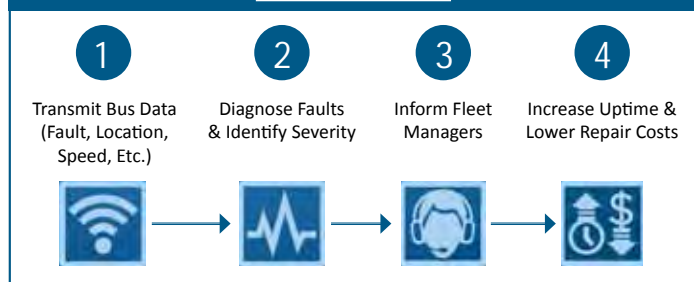 1
Transmit Bus Data
(Fault, Location,
Speed, Etc.)
2
Diagnose Faults
& Identify Severity
3
Inform Fleet
Managers
4
Increase Uptime &
Lower Repair Costs
$